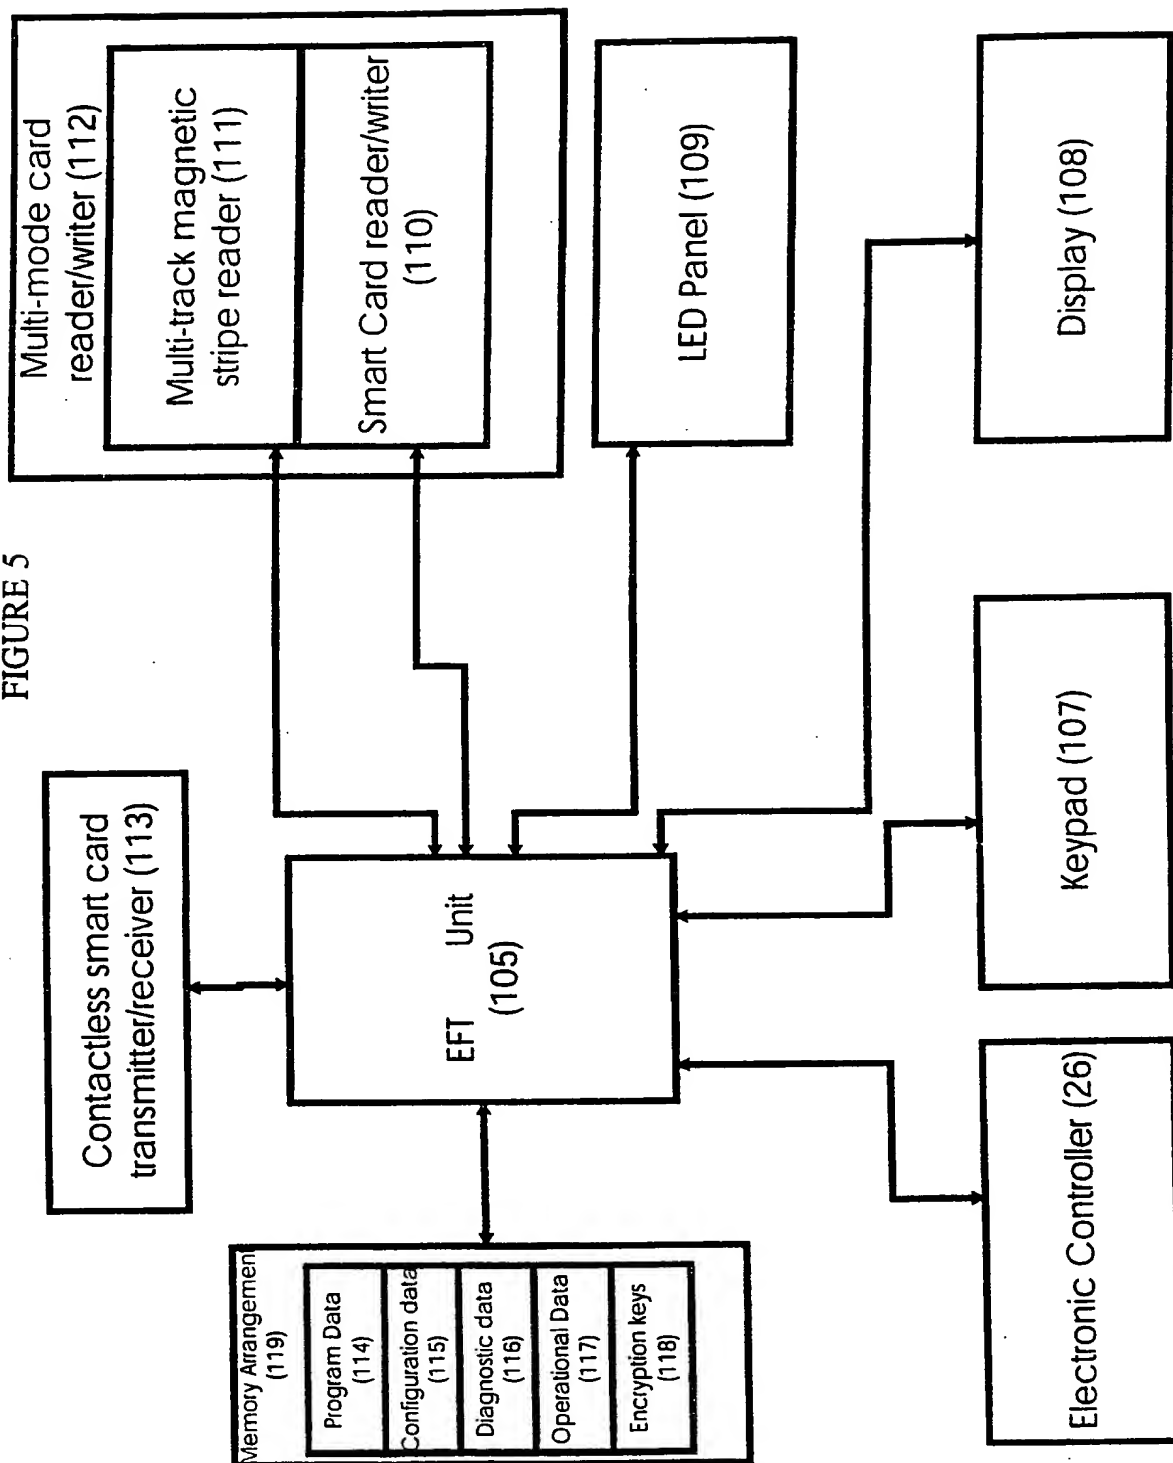 FIGURE 5
Contactless smart card
transmitter/receiver (113)
Multi-mode card
reader/writer (112)
Multi-track magnetic
stripe reader (111)
Smart Card reader/writer
(110)
Memory Arrangemen
(119)
Program Data
(114)
Configuration data
(115)
Diagnostic data
(116)
Operational Data
(117)
Encryption keys
(118)
EFT Unit
(105)
LED Panel (109)
Electronic Controller (26)
Keypad (107)
Display (108)